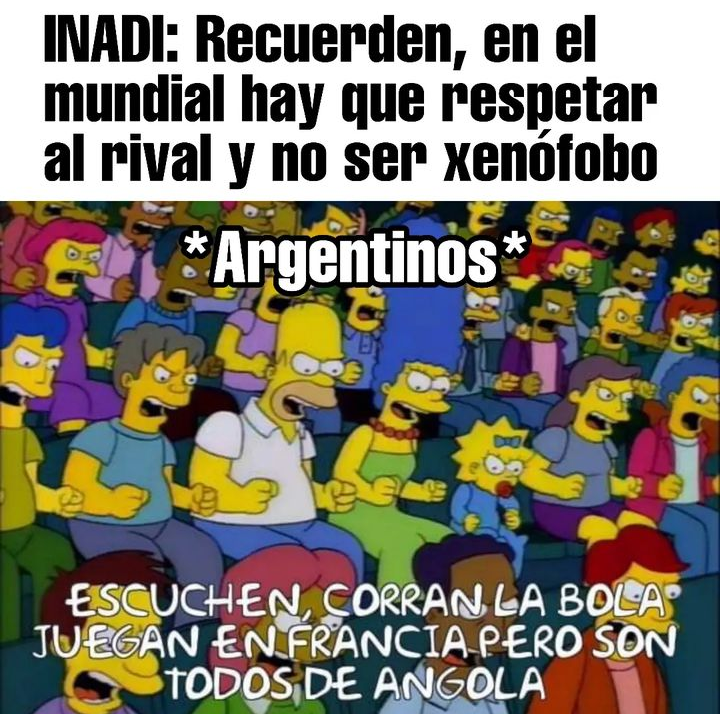 INADI: Recuerden, en el
mundial hay que respetar
al rival y no ser xenófobo
*Argentinos*
ESCUCHEN, CORRAN LA BOLA
JUEGAN EN FRANCIA PERO SON
TODOS DE ANGOLA